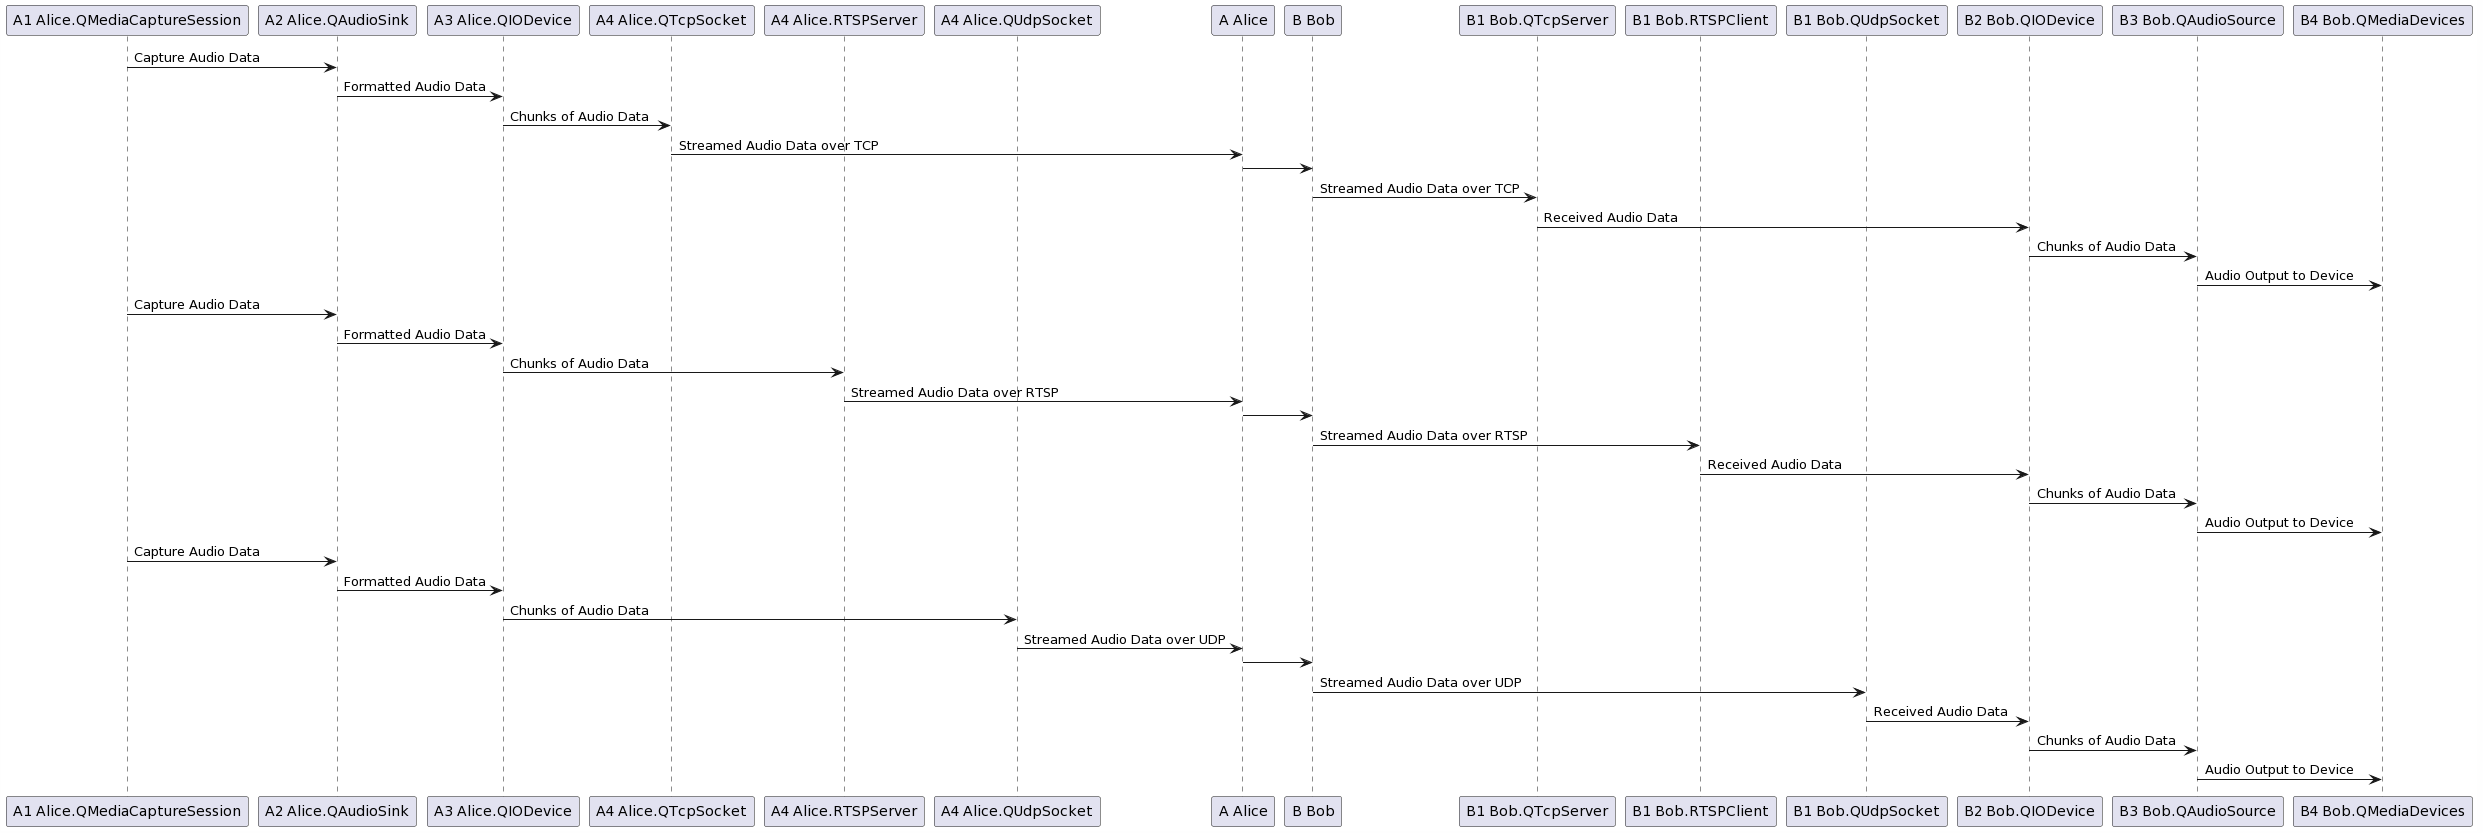 A1 Alice.QMediaCaptureSession A2 Alice.QAudioSink A3 Alice.QIODevice A4 Alice.QTcpSocket A4 Alice.RTSPServer A4 Alice.QUdpSocket A Alice B Bob B1 Bob.QTcpServer B1 Bob.RTSPClient B1 Bob.QUdpSocket B2 Bob.QIODevice B3 Bob.QAudioSource B4 Bob.QMediaDevices
Capture Audio Data
Formatted Audio Data
Chunks of Audio Data
Streamed Audio Data over TCP
Streamed Audio Data over TCP
Received Audio Data
Chunks of Audio Data
Audio Output to Device
Capture Audio Data
Formatted Audio Data
Chunks of Audio Data
Streamed Audio Data over RTSP
Streamed Audio Data over RTSP
Received Audio Data
Chunks of Audio Data
Audio Output to Device
Capture Audio Data
Formatted Audio Data
Chunks of Audio Data
Streamed Audio Data over UDP
Streamed Audio Data over UDP
Received Audio Data
Chunks of Audio Data
Audio Output to Device
A1 Alice.QMediaCaptureSession A2 Alice.QAudioSink A3 Alice.QIODevice A4 Alice.QTcpSocket A4 Alice.RTSPServer A4 Alice.QUdpSocket A Alice B Bob B1 Bob.QTcpServer B1 Bob.RTSPClient B1 Bob.QUdpSocket B2 Bob.QIODevice B3 Bob.QAudioSource B4 Bob.QMediaDevices